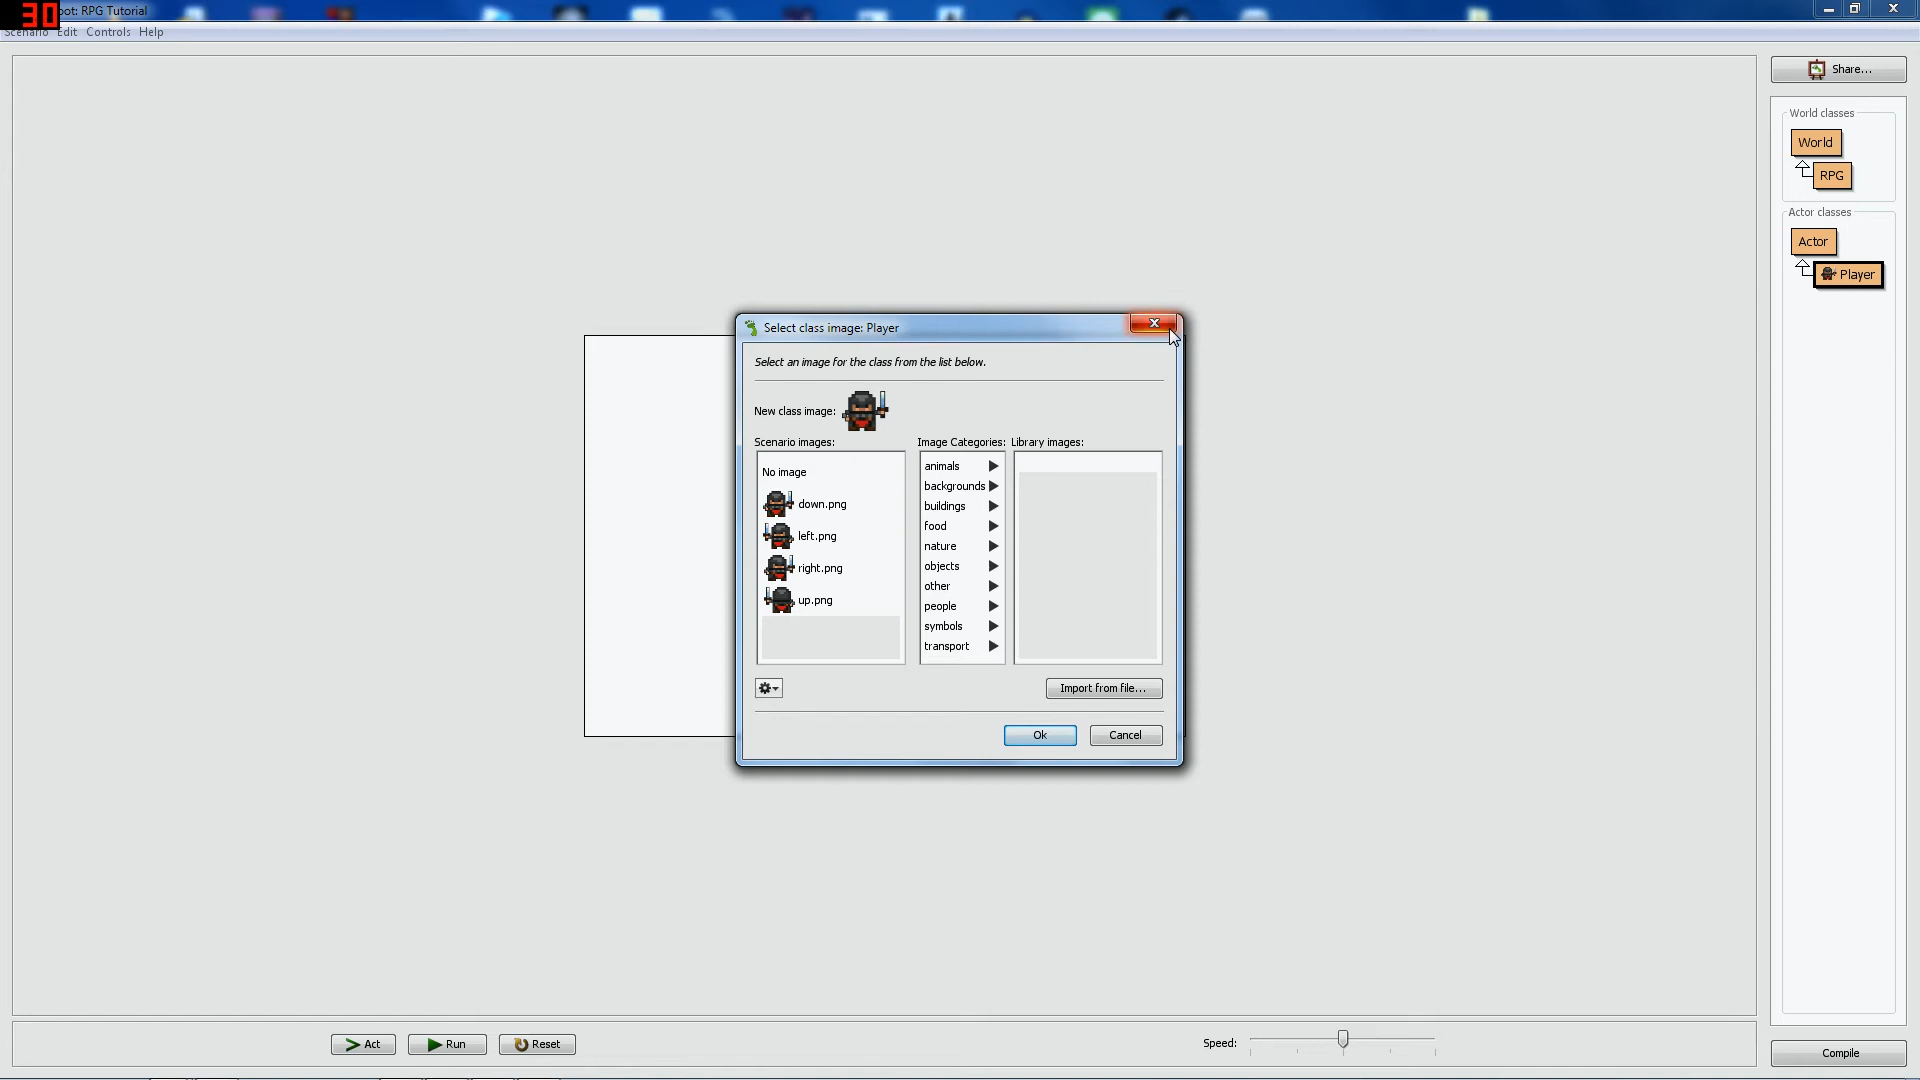 30
oot: RPG Tutorial
Scenario Edit Controls Help
Share...
World classes
World
RPG
Actor classes
Actor
Player
Select class image: Player
Select an image for the class from the list below.
New class image:
Scenario images:
Image Categories:
Library images:
No image
down.png
left.png
right.png
up.png
animals
backgrounds
buildings
food
nature
objects
other
people
symbols
transport
Import from file...
Ok
Cancel
Act
Run
Reset
Speed:
Compile